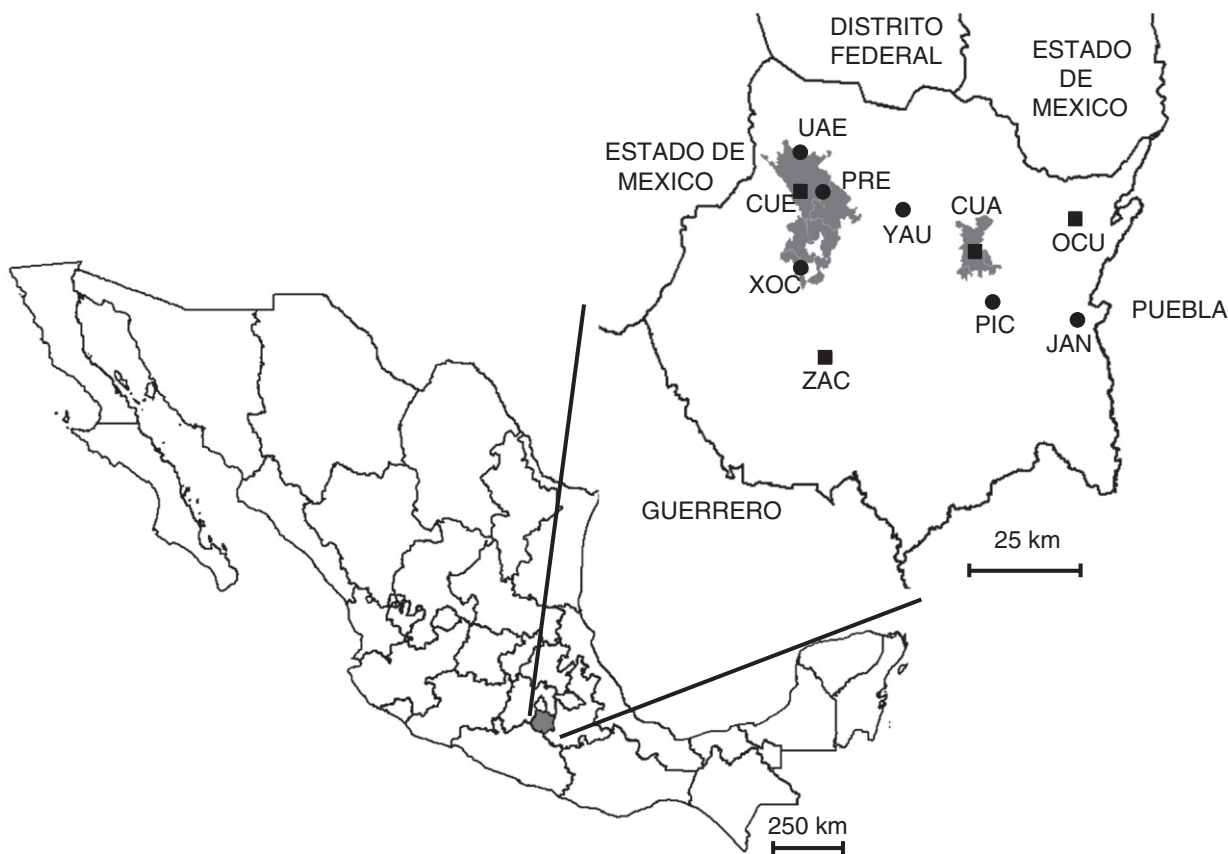 DISTRITO
FEDERAL
ESTADO
DE
MEXICO
ESTADO DE
MEXICO
UAE
PRE
CUE
YAU
CUA
OCU
XOC
PIC
JAN
PUEBLA
ZAC
GUERRERO
25 km
250 km